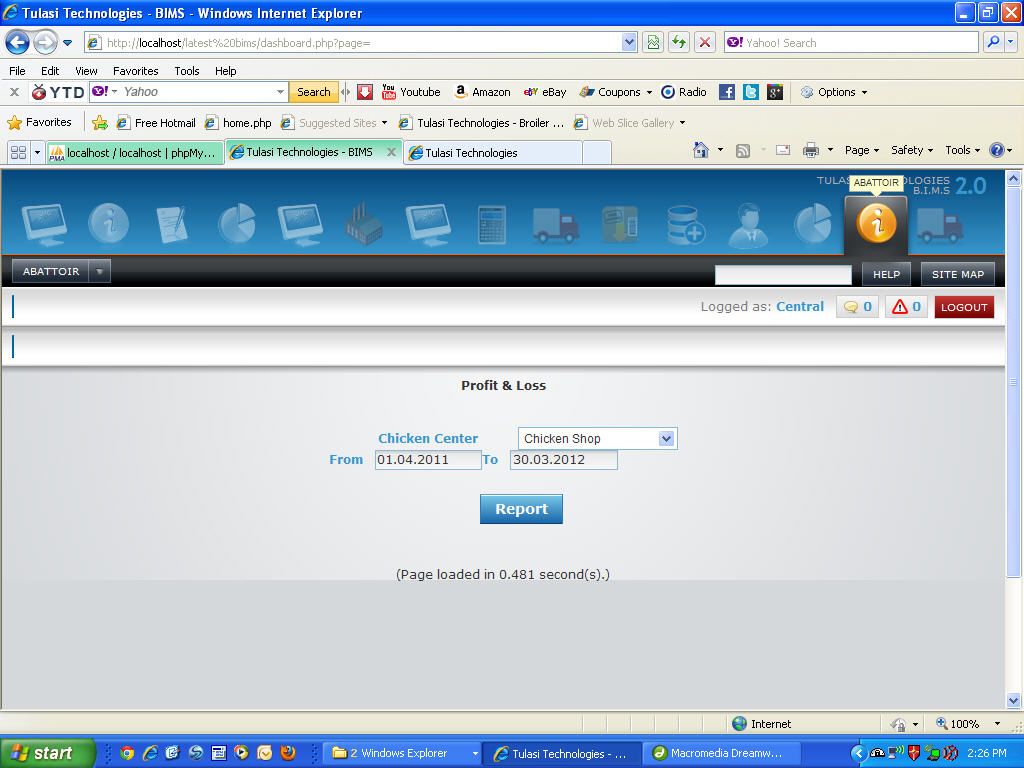 Tulasi Technologies - BIMS - Windows Internet Explorer
http://localhost/latest%20bims/dashboard.php?page=
Yahoo! Search
File Edit View Favorites Tools Help
x YTD Y! Yahoo Search You Tube Youtube a Amazon ebY eBay Coupons Radio f g+ Options
Favorites Free Hotmail home.php Suggested Sites Tulasi Technologies - Broiler ... Web Slice Gallery
PMA localhost / localhost | phpMy... Tulasi Technologies - BIMS Tulasi Technologies Page Safety Tools
ABATTOIR
B.I.M.S 2.0
ABATTOIR HELP SITE MAP
Logged as: Central 0 0 LOGOUT
Profit & Loss
Chicken Center Chicken Shop
From 01.04.2011 To 30.03.2012
Report
(Page loaded in 0.481 second(s).)
Internet 100%
start 2 Windows Explorer Tulasi Technologies - ... Macromedia Dreamw... 2:26 PM